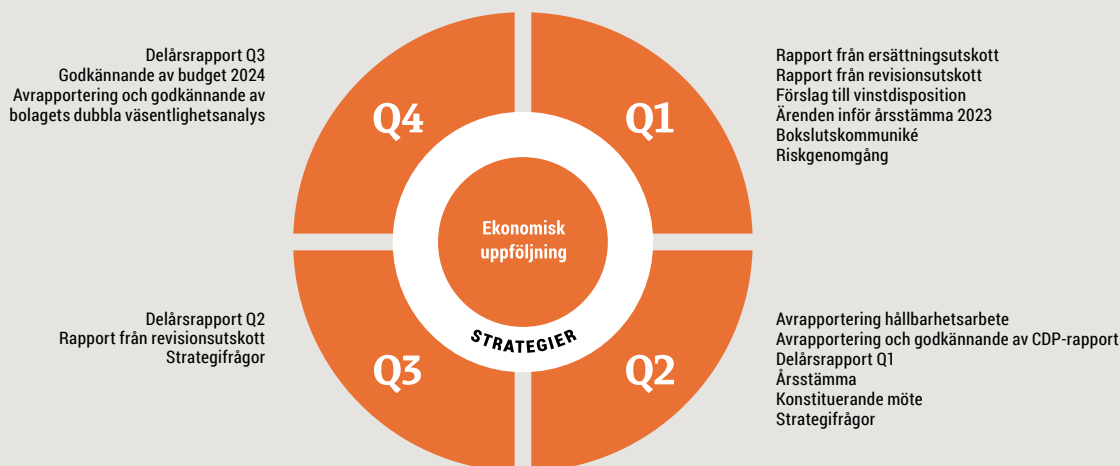 Delårsrapport Q3
Godkännande av budget 2024
Avrapportering och godkännande av
bolagets dubbla väsentlighetsanalys
Q4
Q1
Rapport från ersättningsutskott
Rapport från revisionsutskott
Förslag till vinstdisposition
Ärenden inför årsstämma 2023
Bokslutskommuniké
Riskgenomgång
Ekonomisk
uppföljning
STRATEGIER
Delårsrapport Q2
Rapport från revisionsutskott
Strategifrågor
Q3
Q2
Avrapportering hållbarhetsarbete
Avrapportering och godkännande av CDP-rapport
Delårsrapport Q1
Årsstämma
Konstituerande möte
Strategifrågor